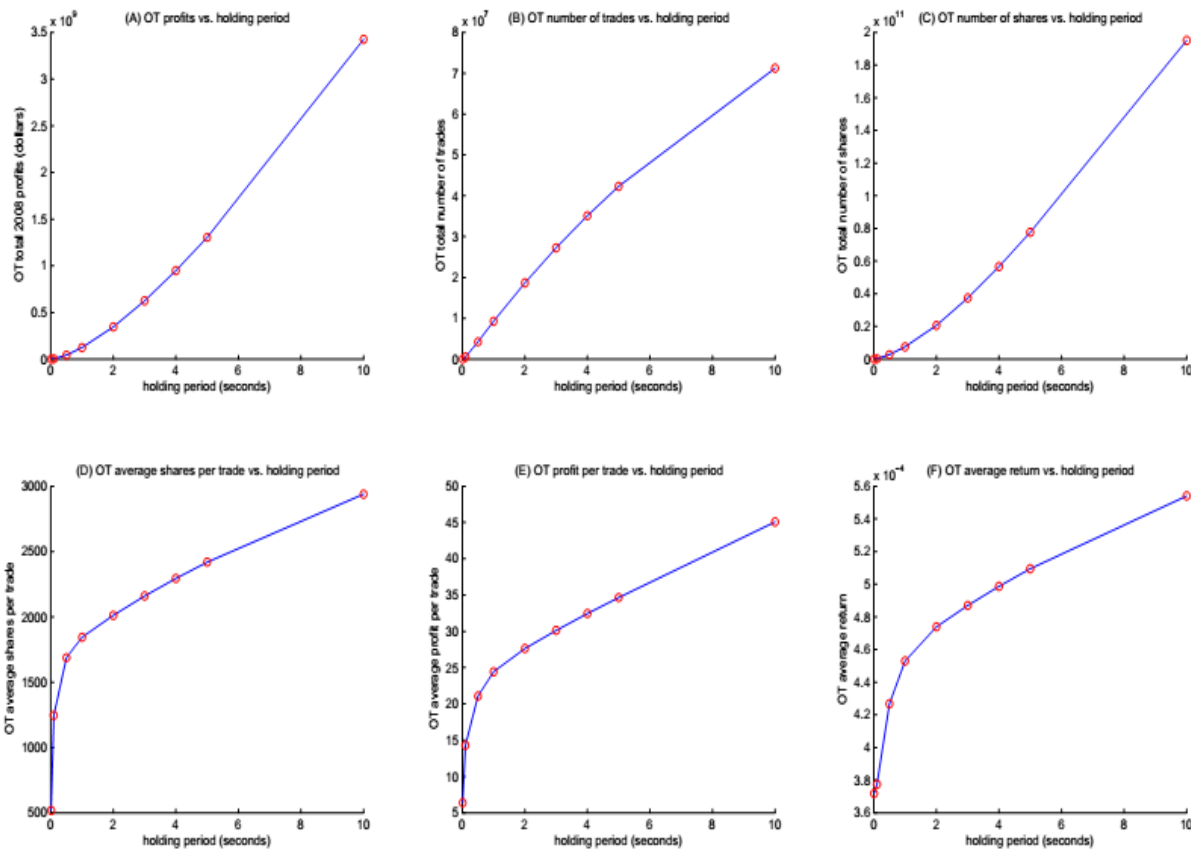 (A) OT profits vs. holding period
x 10^9
3.5
3
2.5
2
1.5
1
0.5
0
OT total 2008 profits (dollars)
0 2 4 6 8 10
holding period (seconds)
(B) OT number of trades vs. holding period
x 10^7
8
7
6
5
4
3
2
1
0
OT total number of trades
0 2 4 6 8 10
holding period (seconds)
(C) OT number of shares vs. holding period
x 10^11
2
1.8
1.6
1.4
1.2
1
0.8
0.6
0.4
0.2
0
OT total number of shares
0 2 4 6 8 10
holding period (seconds)
(D) OT average shares per trade vs. holding period
3000
2500
2000
1500
1000
500
OT average shares per trade
0 2 4 6 8 10
holding period (seconds)
(E) OT profit per trade vs. holding period
50
45
40
35
30
25
20
15
10
5
OT average profit per trade
0 2 4 6 8 10
holding period (seconds)
(F) OT average return vs. holding period
x 10^-4
5.6
5.4
5.2
5
4.8
4.6
4.4
4.2
4
3.8
3.6
OT average return
0 2 4 6 8 10
holding period (seconds)